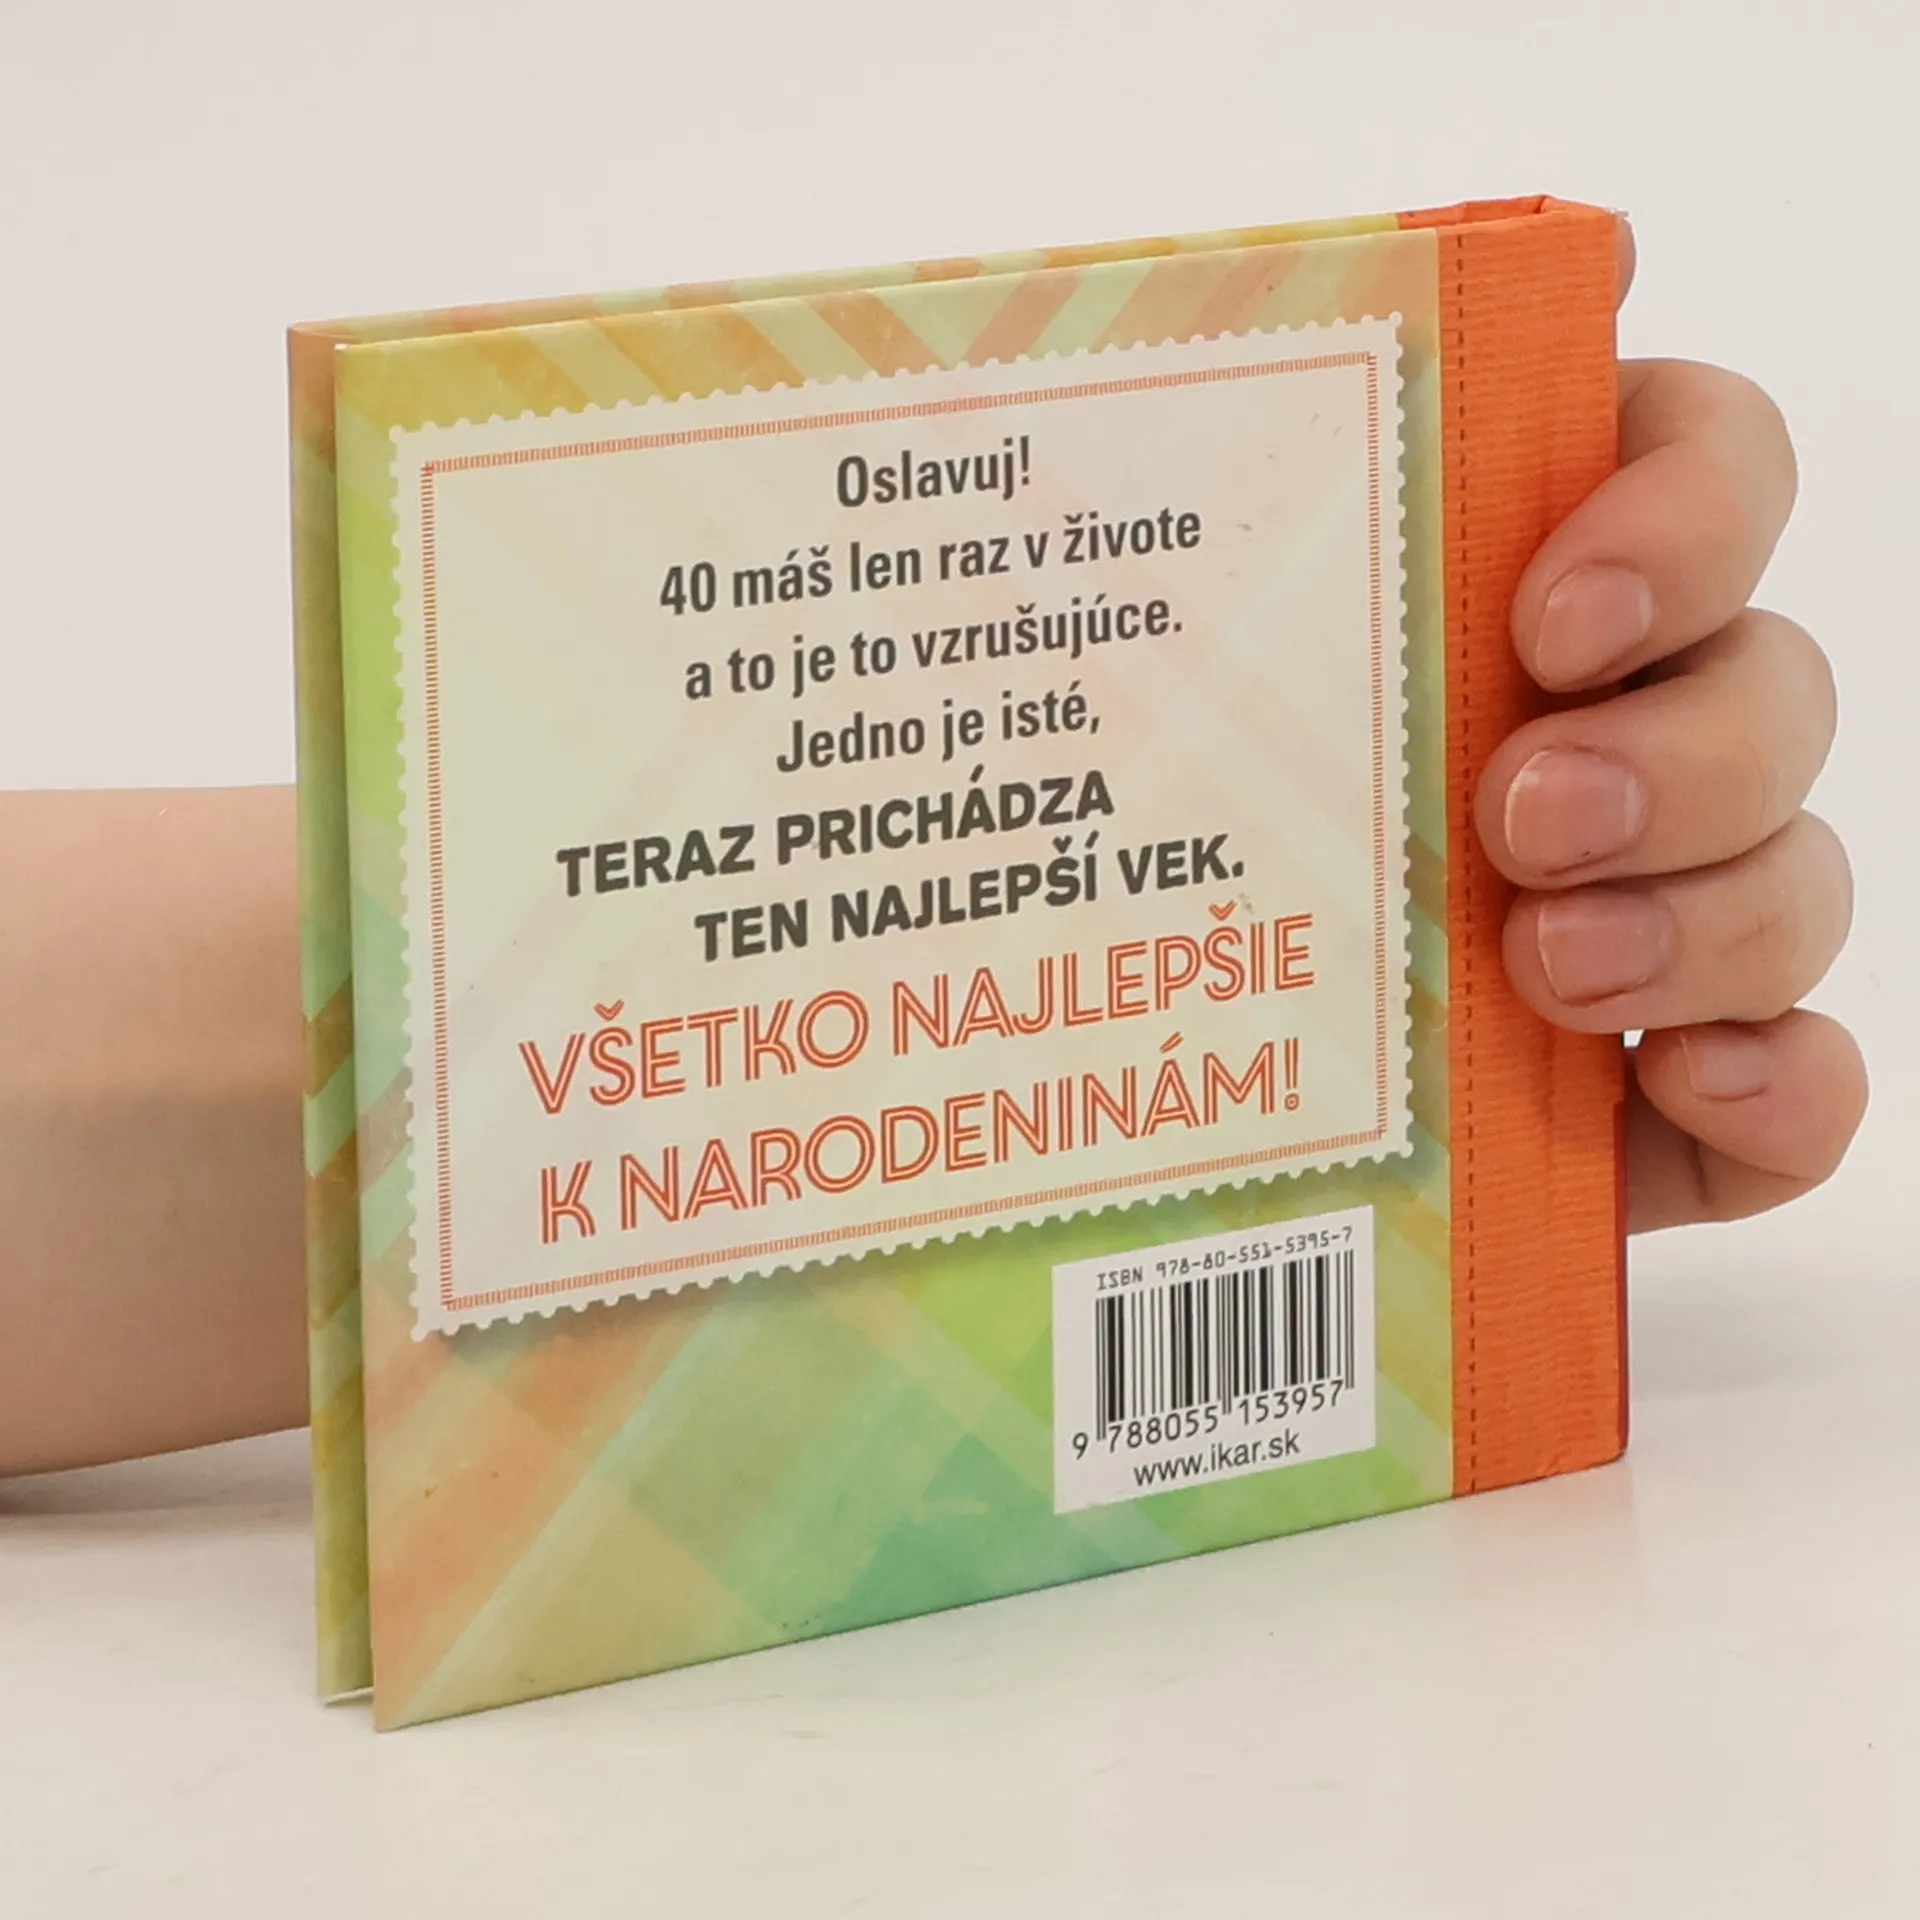 Oslavuj!
40 máš len raz v živote
a to je to vzrušujúce.
Jedno je isté,
TERAZ PRICHÁDZA
TEN NAJLEPŠÍ VEK.
VŠETKO NAJLEPŠIE
K NARODENINÁM!
ISBN 978-80-551-5395-7
9 788055 153957
www.ikar.sk